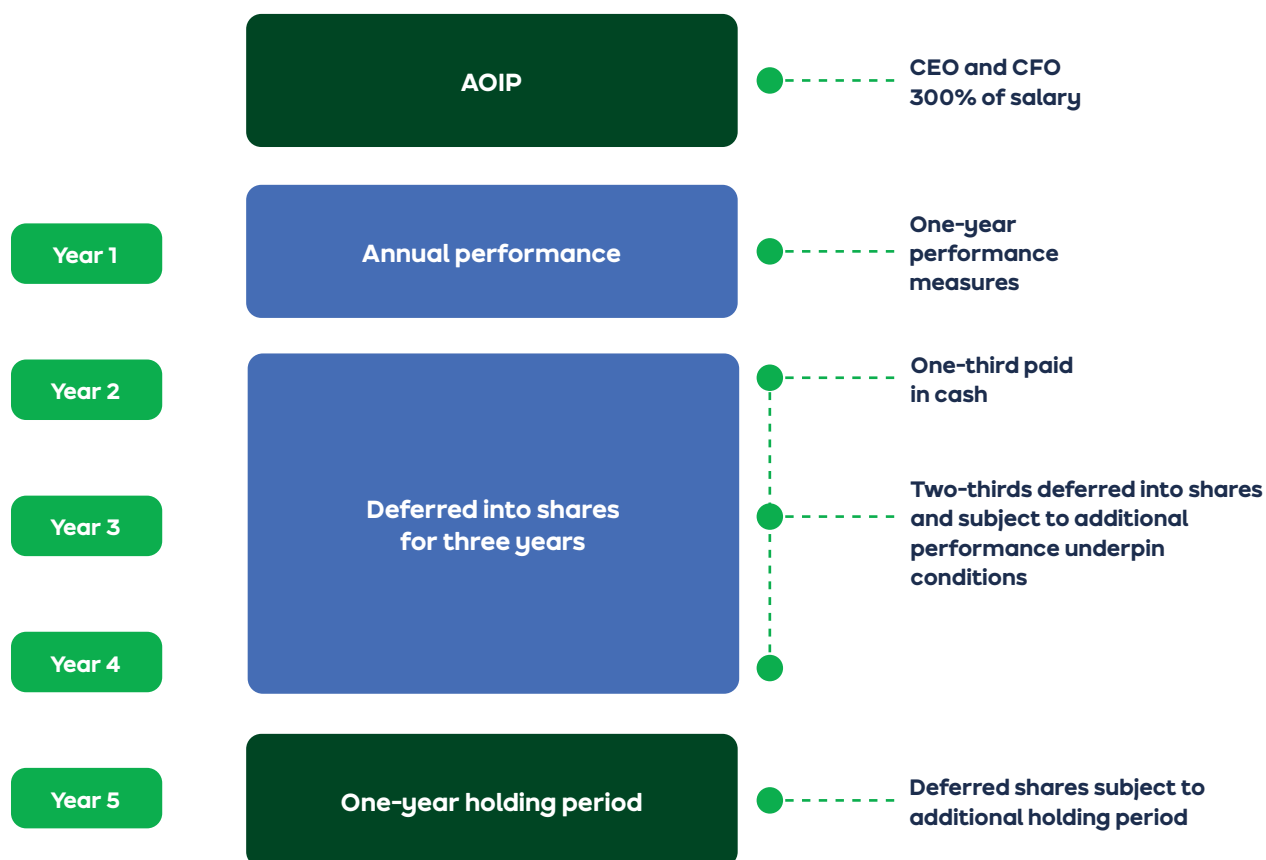 AOIP
CEO and CFO
300% of salary
Year 1
Annual performance
One-year
performance
measures
Year 2
One-third paid
in cash
Year 3
Deferred into shares
for three years
Two-thirds deferred into shares
and subject to additional
performance underpin
conditions
Year 4
Year 5
One-year holding period
Deferred shares subject to
additional holding period